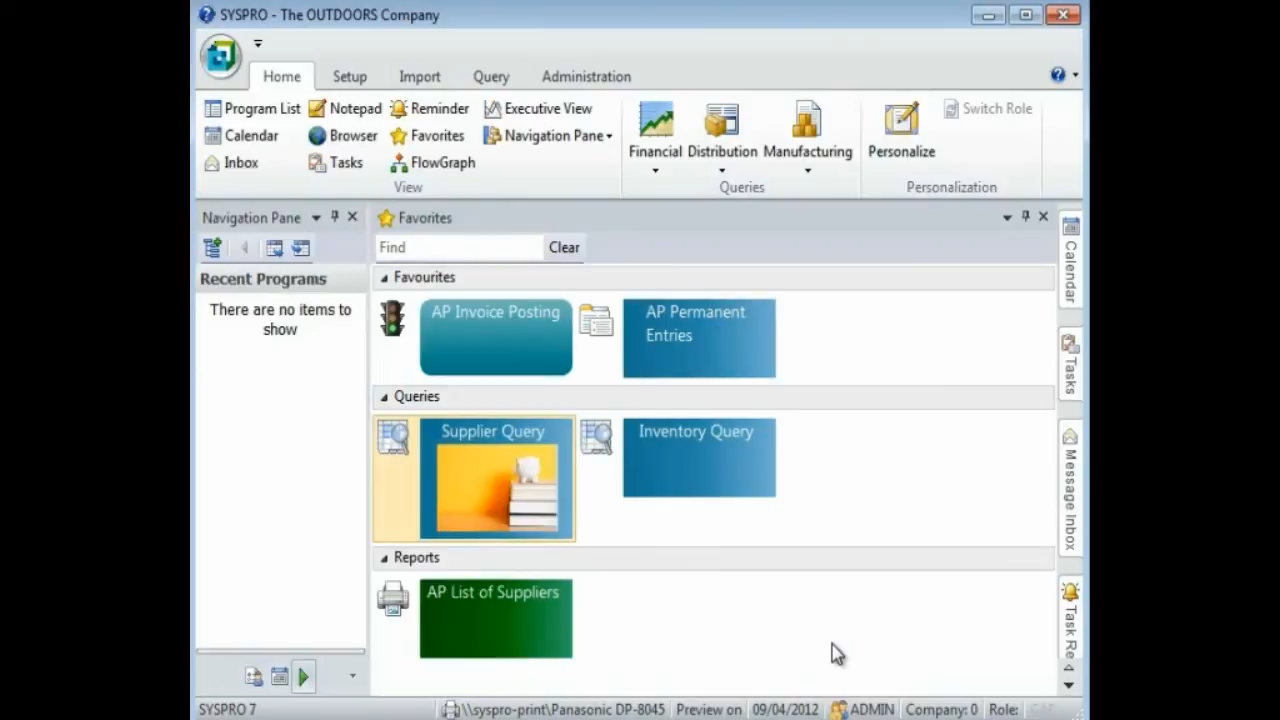 SYSPRO - The OUTDOORS Company
Home Setup Import Query Administration
Program List Notepad Reminder Executive View
Calendar Browser Favorites Navigation Pane
Inbox Tasks FlowGraph
View
Financial Distribution Manufacturing
Queries
Personalize Switch Role
Personalization
Navigation Pane
Recent Programs
There are no items to
show
Favorites
Find Clear
Favourites
AP Invoice Posting
AP Permanent
Entries
Queries
Supplier Query
Inventory Query
Reports
AP List of Suppliers
Calendar
Tasks
Message Inbox
Task Re
SYSPRO 7 \\syspro-print\Panasonic DP-8045 Preview on 09/04/2012 ADMIN Company: 0 Role: